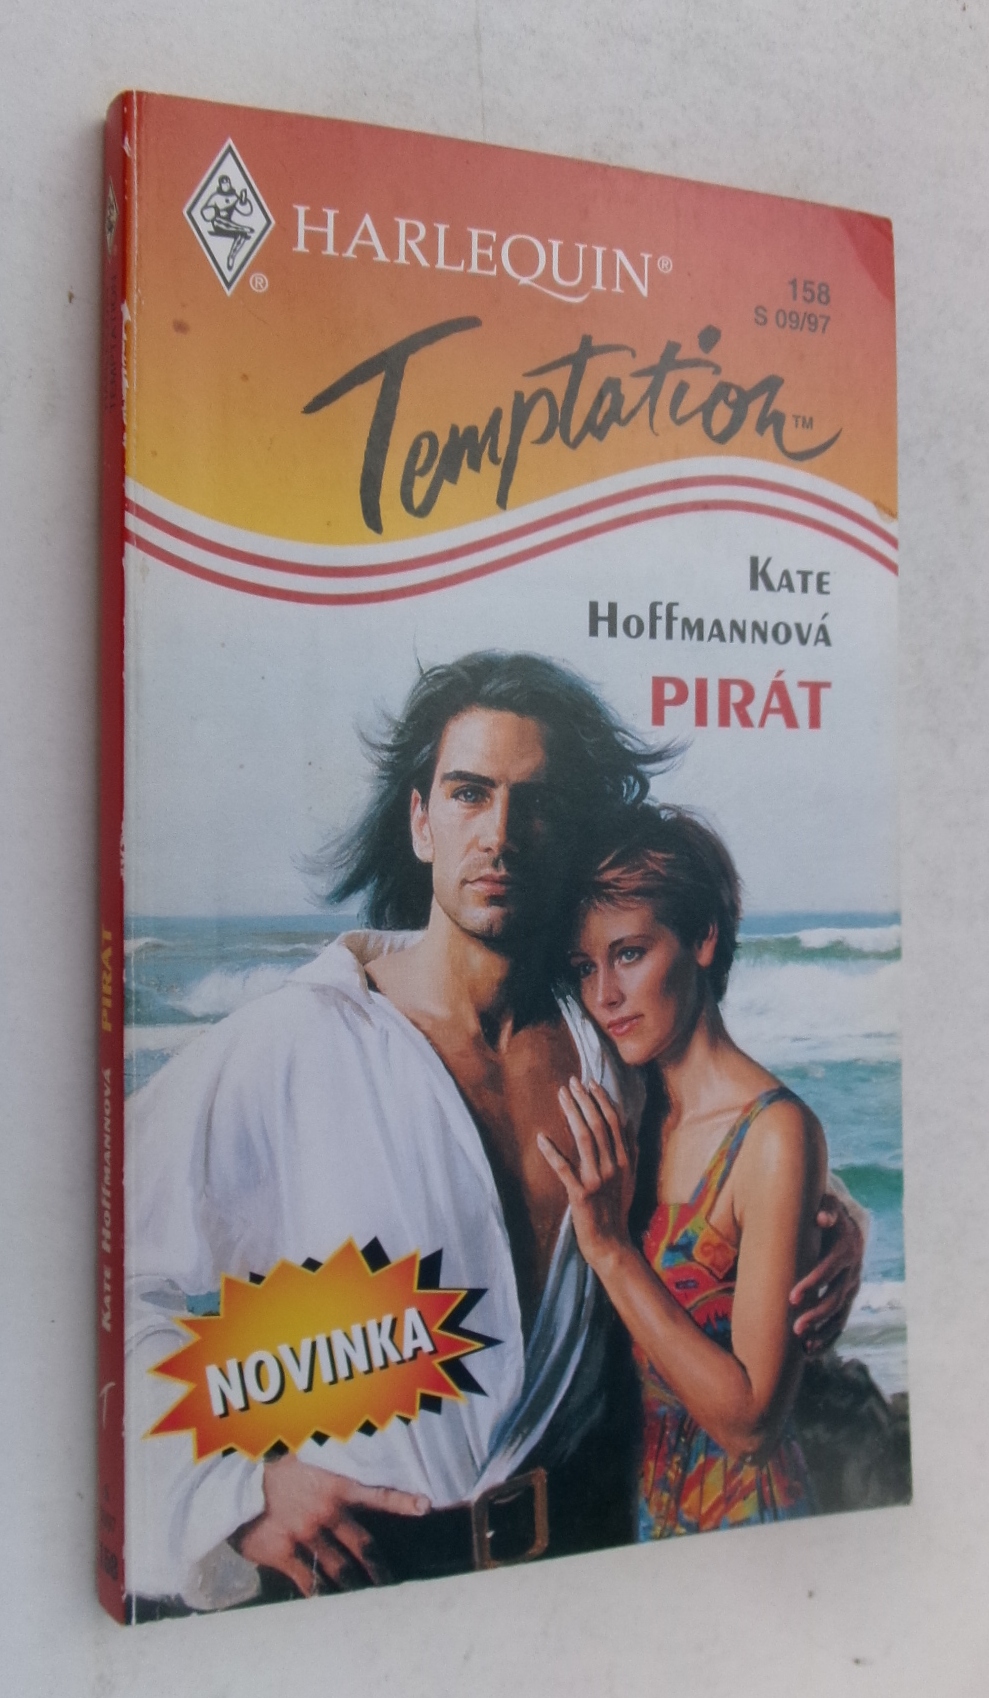 HARLEQUIN®
158
S 09/97
Temptation™
KATE
HOFFMANNOVÁ
PIRÁT
NOVINKA
KATE HOFFMANNOVÁ PIRÁT